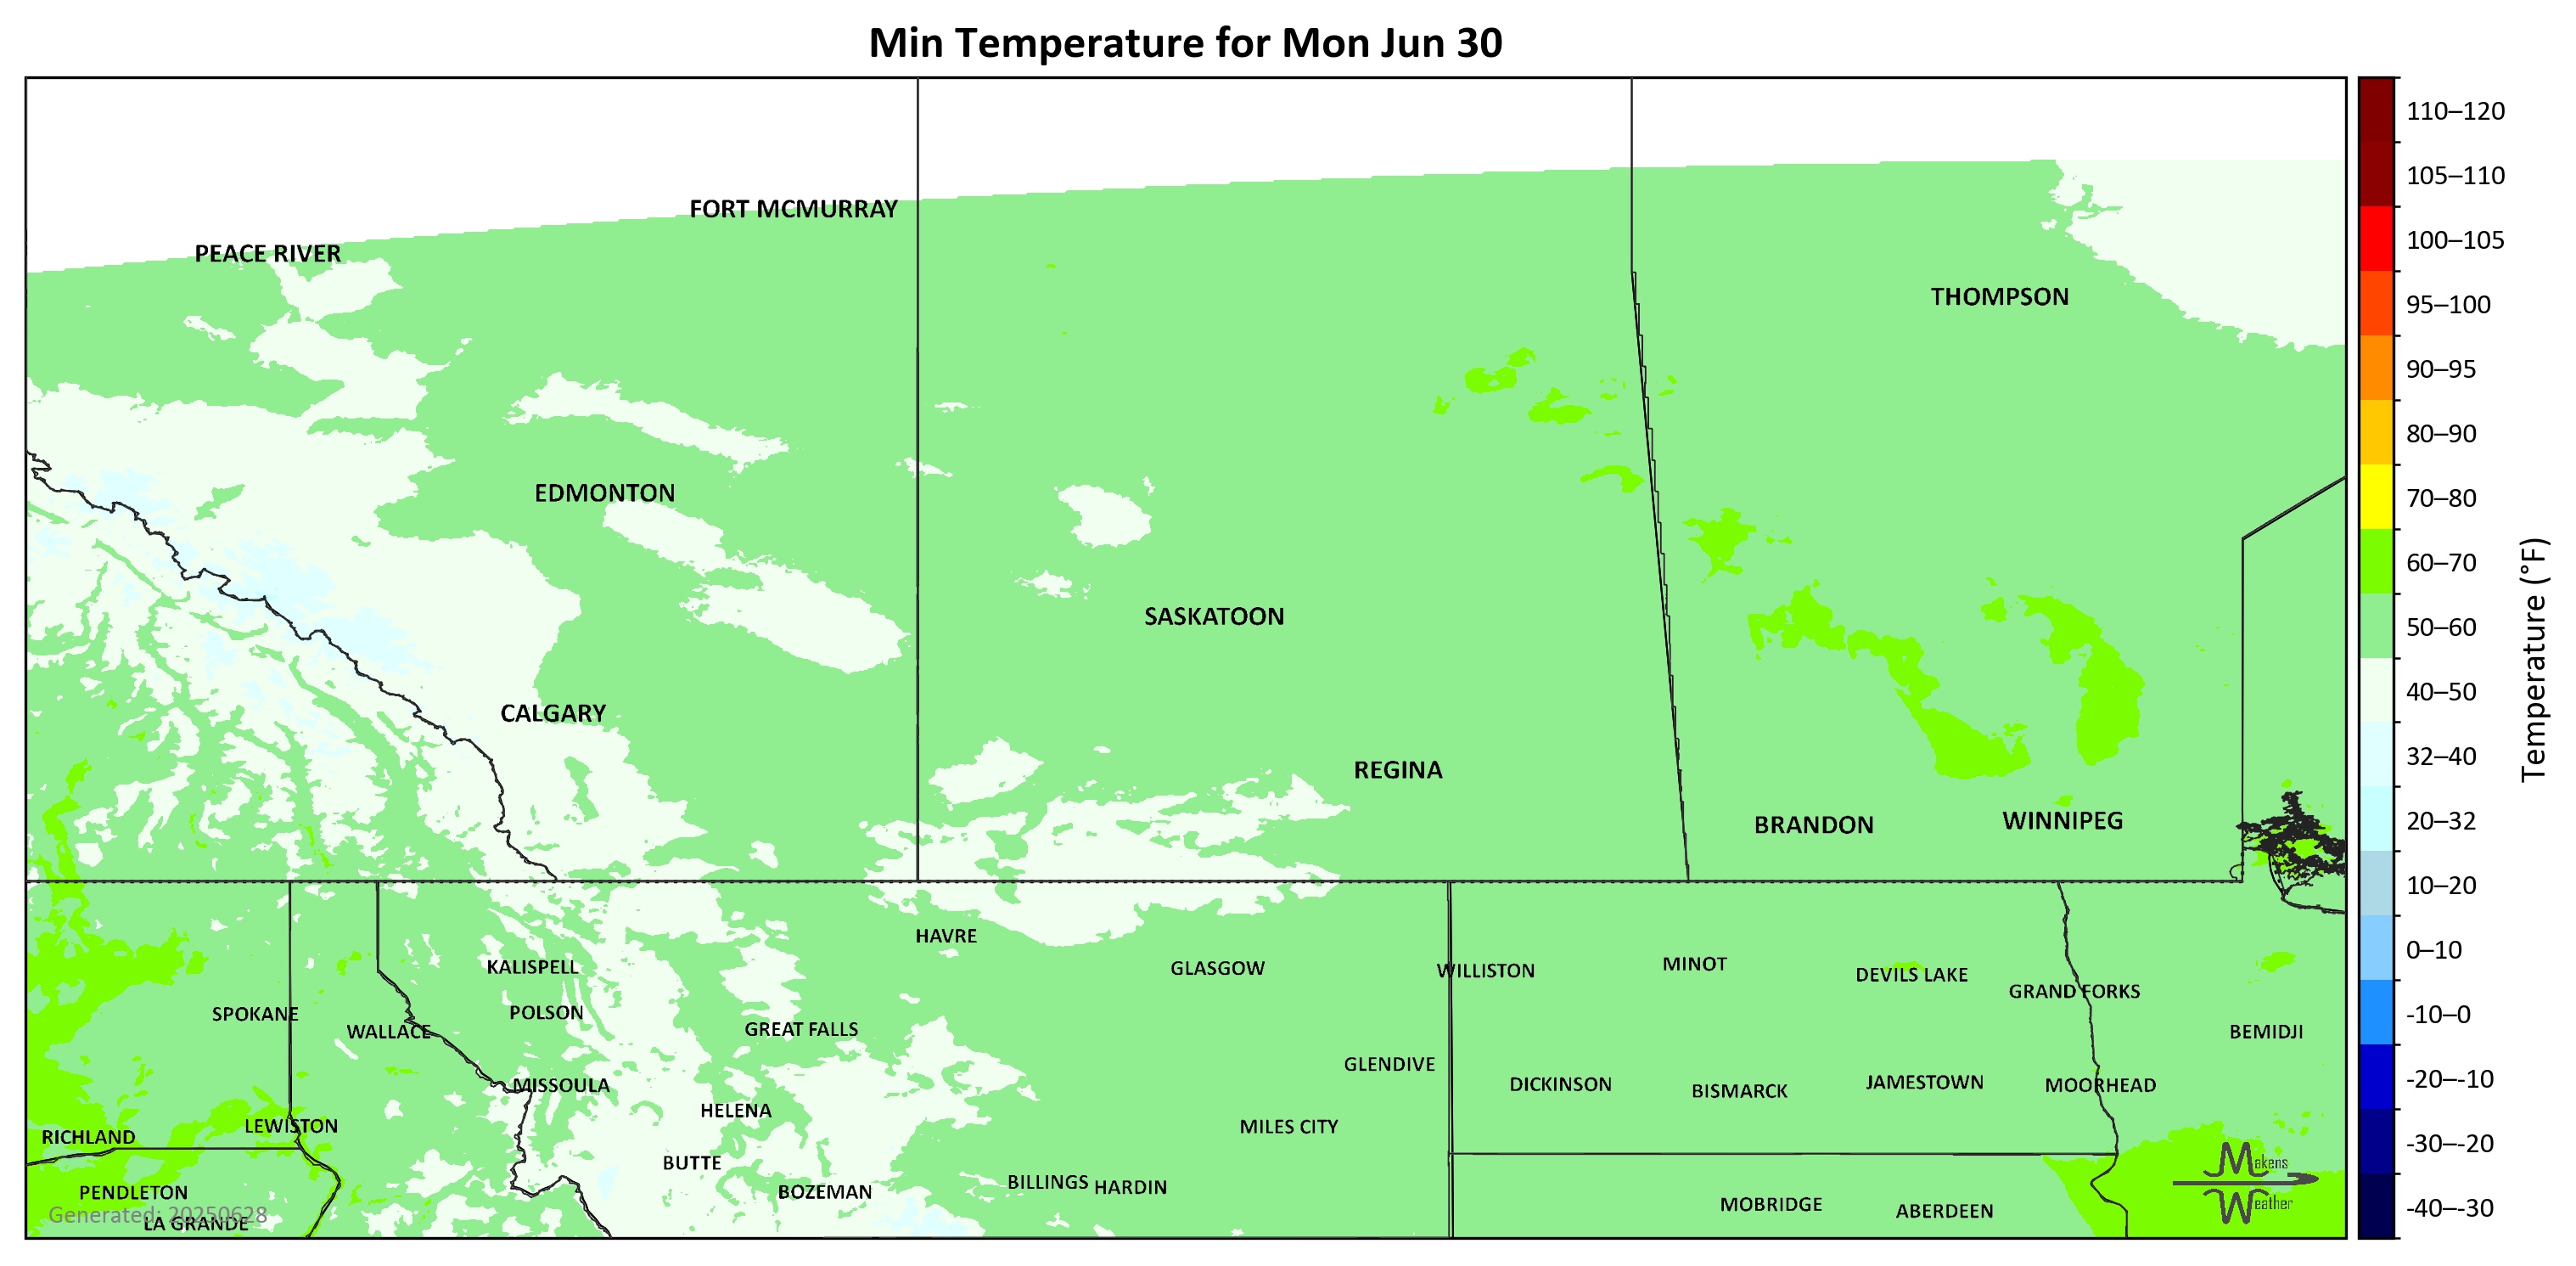 Min Temperature for Mon Jun 30
FORT MCMURRAY
PEACE RIVER
THOMPSON
EDMONTON
SASKATOON
CALGARY
REGINA
BRANDON
WINNIPEG
HAVRE
KALISPELL
GLASGOW
WILLISTON
MINOT
DEVILS LAKE
GRAND FORKS
SPOKANE
POLSON
WALLACE
GREAT FALLS
BEMIDJI
GLENDIVE
MISSOULA
DICKINSON
BISMARCK
JAMESTOWN
MOORHEAD
HELENA
LEWISTON
MILES CITY
RICHLAND
BUTTE
PENDLETON
BOZEMAN
BILLINGS
HARDIN
MOBRIDGE
ABERDEEN
Generated: 20250628
LA GRANDE
Makens
Weather
110–120
105–110
100–105
95–100
90–95
80–90
70–80
60–70
50–60
40–50
32–40
20–32
10–20
0–10
-10–0
-20–-10
-30–-20
-40–-30
Temperature (°F)